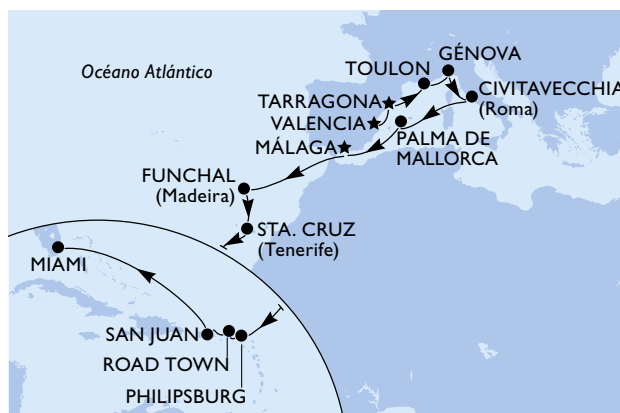 Océano Atlántico
GÉNOVA
TOULON
CIVITAVECCHIA
(Roma)
TARRAGONA
VALENCIA
PALMA DE
MALLORCA
MÁLAGA
FUNCHAL
(Madeira)
STA. CRUZ
(Tenerife)
MIAMI
SAN JUAN
ROAD TOWN
PHILIPSBURG